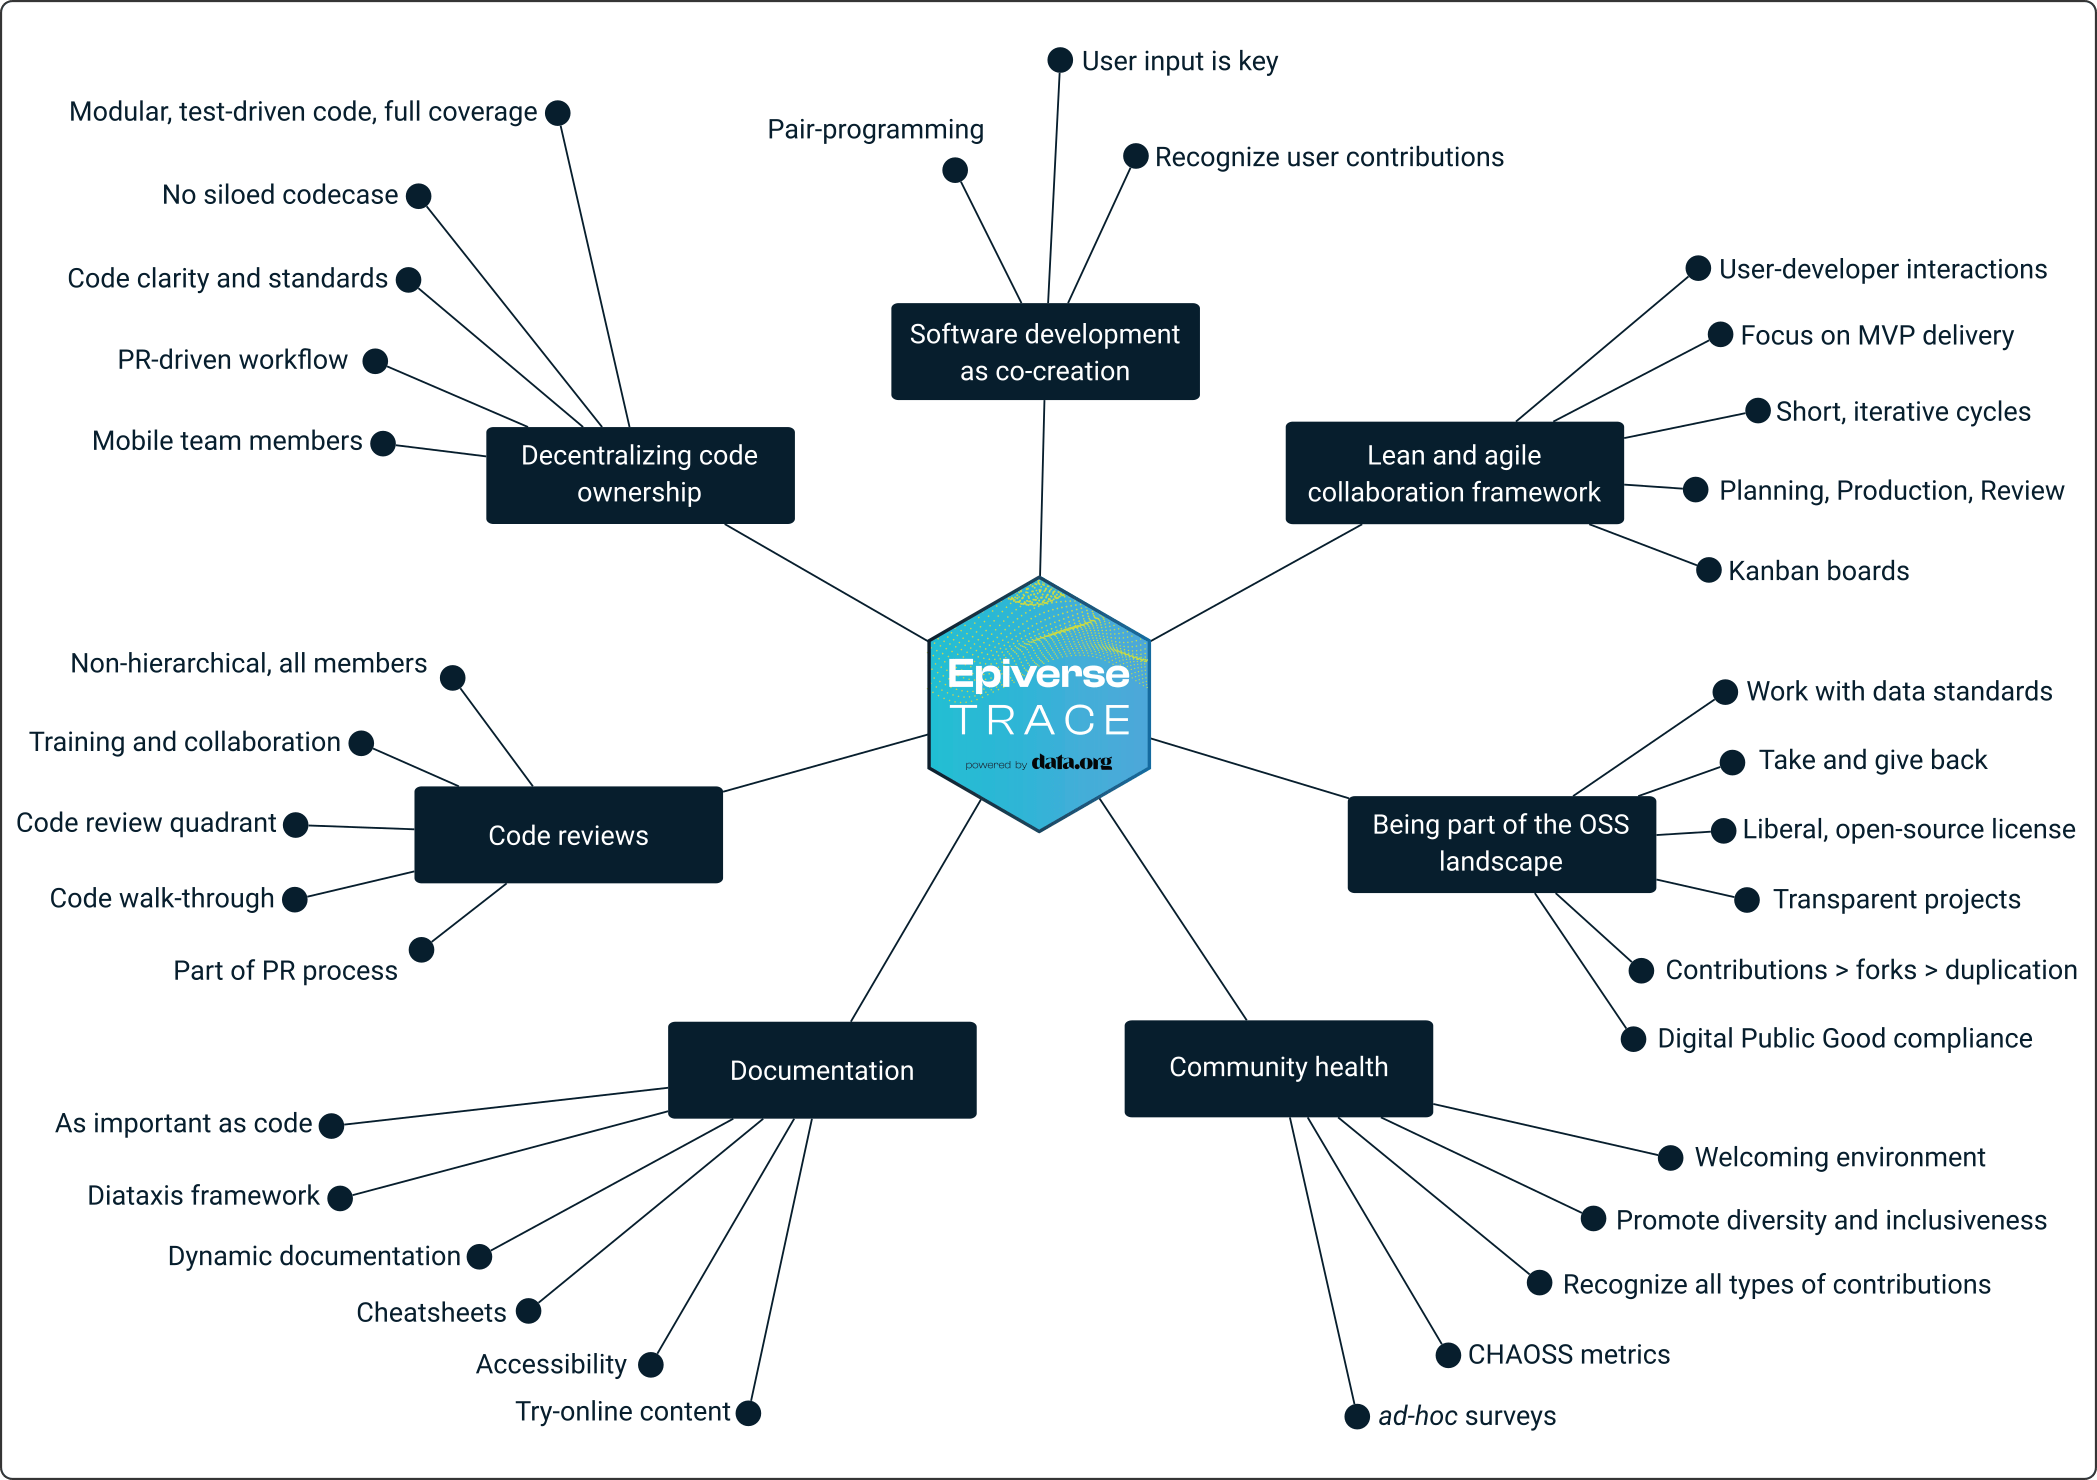 User input is key
Pair-programming
Recognize user contributions
Software development
as co-creation
Modular, test-driven code, full coverage
No siloed codecase
Code clarity and standards
PR-driven workflow
Mobile team members
Decentralizing code
ownership
User-developer interactions
Focus on MVP delivery
Short, iterative cycles
Planning, Production, Review
Kanban boards
Lean and agile
collaboration framework
Epiverse
TRACE
powered by data.org
Non-hierarchical, all members
Training and collaboration
Code review quadrant
Code walk-through
Part of PR process
Code reviews
Work with data standards
Take and give back
Liberal, open-source license
Transparent projects
Contributions > forks > duplication
Digital Public Good compliance
Being part of the OSS
landscape
Documentation
As important as code
Diataxis framework
Dynamic documentation
Cheatsheets
Accessibility
Try-online content
Community health
Welcoming environment
Promote diversity and inclusiveness
Recognize all types of contributions
CHAOSS metrics
ad-hoc surveys